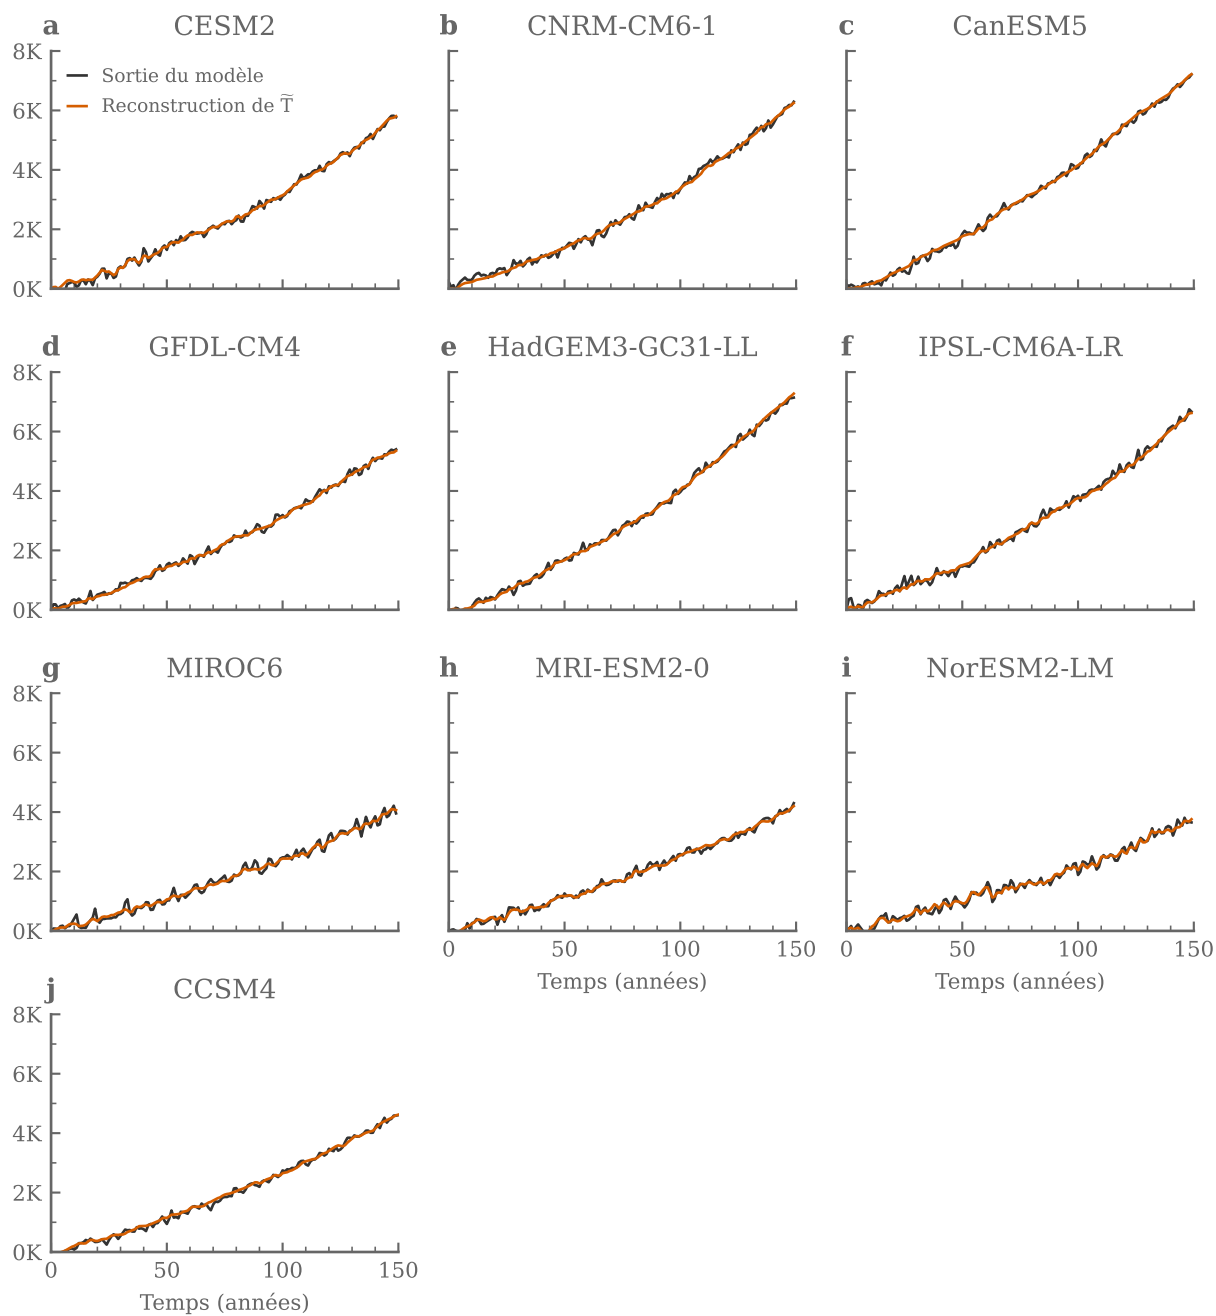 a CESM2
b CNRM-CM6-1
c CanESM5
8K
6K
4K
2K
0K
Sortie du modèle
Reconstruction de T̃
d GFDL-CM4
e HadGEM3-GC31-LL
f IPSL-CM6A-LR
8K
6K
4K
2K
0K
g MIROC6
h MRI-ESM2-0
i NorESM2-LM
8K
6K
4K
2K
0K
0 50 100 150
Temps (années)
0 50 100 150
Temps (années)
j CCSM4
8K
6K
4K
2K
0K
0 50 100 150
Temps (années)